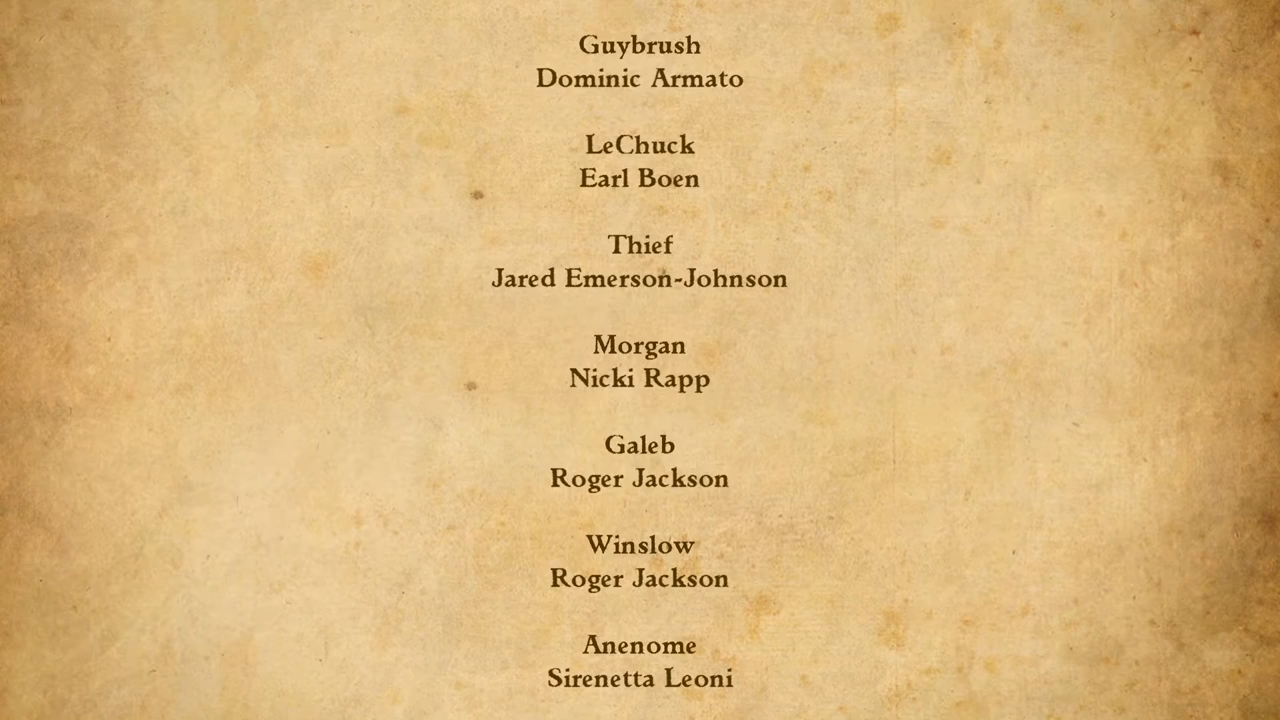 Guybrush
Dominic Armato
LeChuck
Earl Boen
Thief
Jared Emerson-Johnson
Morgan
Nicki Rapp
Galeb
Roger Jackson
Winslow
Roger Jackson
Anenome
Sirenetta Leoni